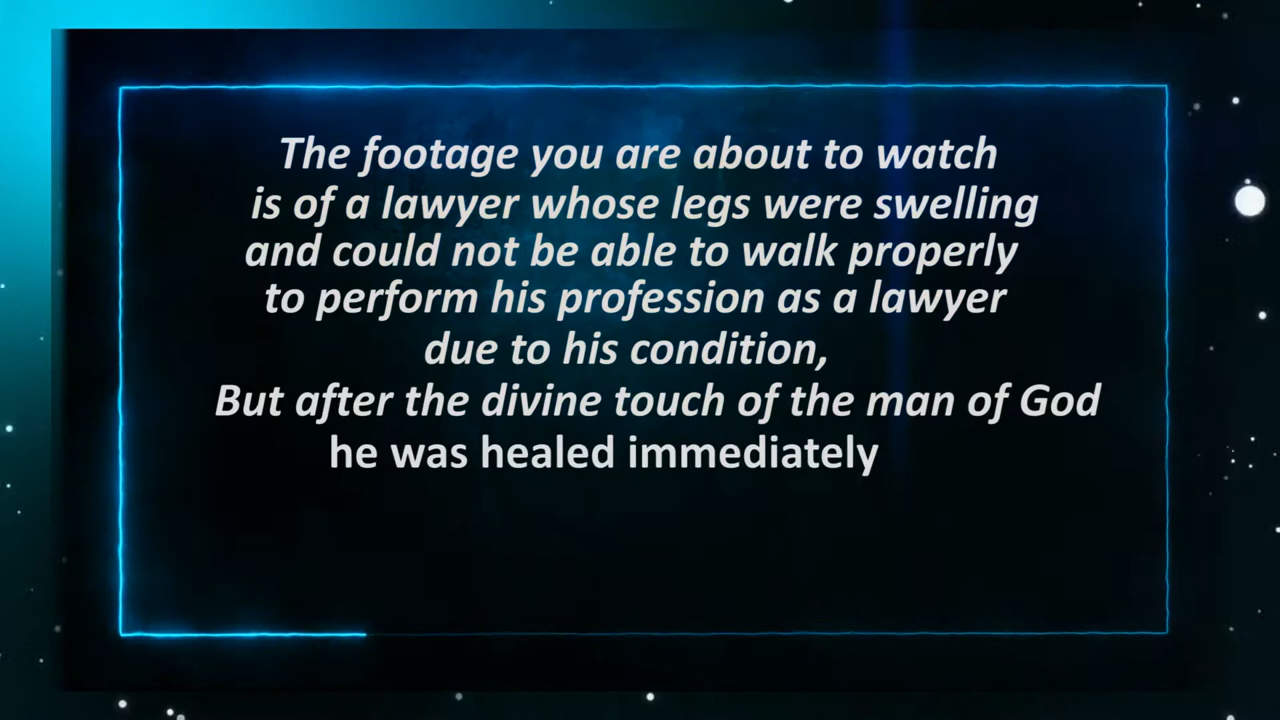 The footage you are about to watch
is of a lawyer whose legs were swelling
and could not be able to walk properly
to perform his profession as a lawyer
due to his condition,
But after the divine touch of the man of God
he was healed immediately